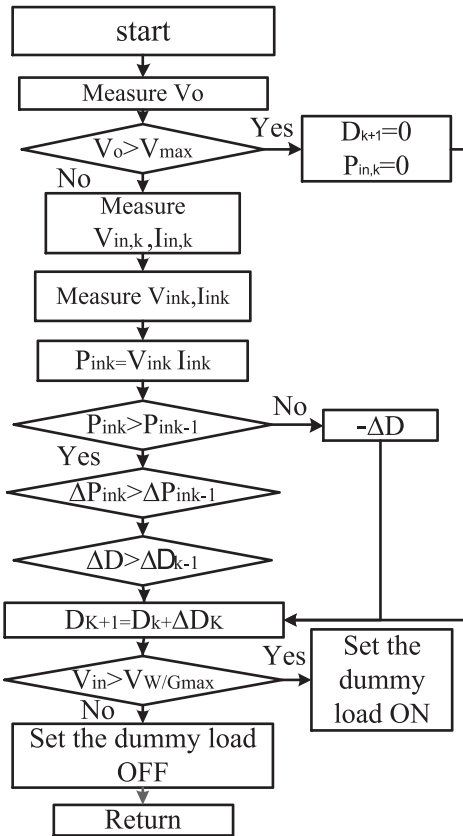 start
Measure Vo
Vo>Vmax
Yes
Dk+1=0
Pin,k=0
No
Measure
Vin,k,Iin,k
Measure Vink,Iink
Pink=Vink Iink
Pink>Pink-1
No
-ΔD
Yes
ΔPink>ΔPink-1
ΔD>ΔDk-1
DK+1=Dk+ΔDK
Vin>VW/Gmax
Yes
Set the
dummy
load ON
No
Set the dummy load
OFF
Return